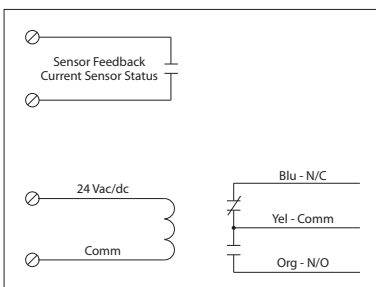 Sensor Feedback
Current Sensor Status
24 Vac/dc
Comm
Blu - N/C
Yel - Comm
Org - N/O